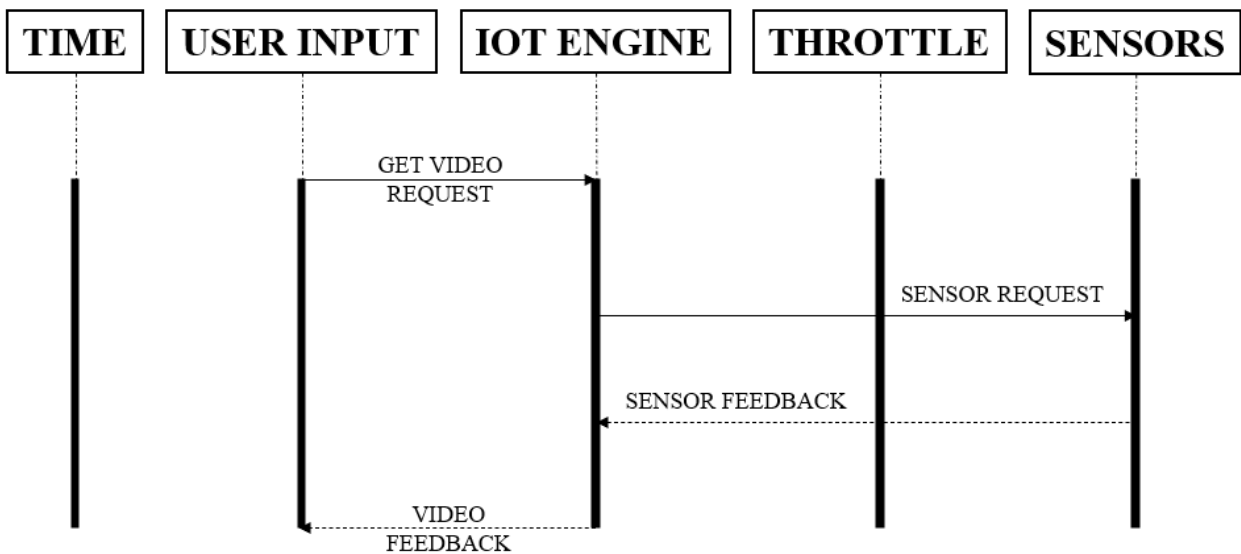 TIME
USER INPUT
IOT ENGINE
THROTTLE
SENSORS
GET VIDEO
REQUEST
SENSOR REQUEST
SENSOR FEEDBACK
VIDEO
FEEDBACK